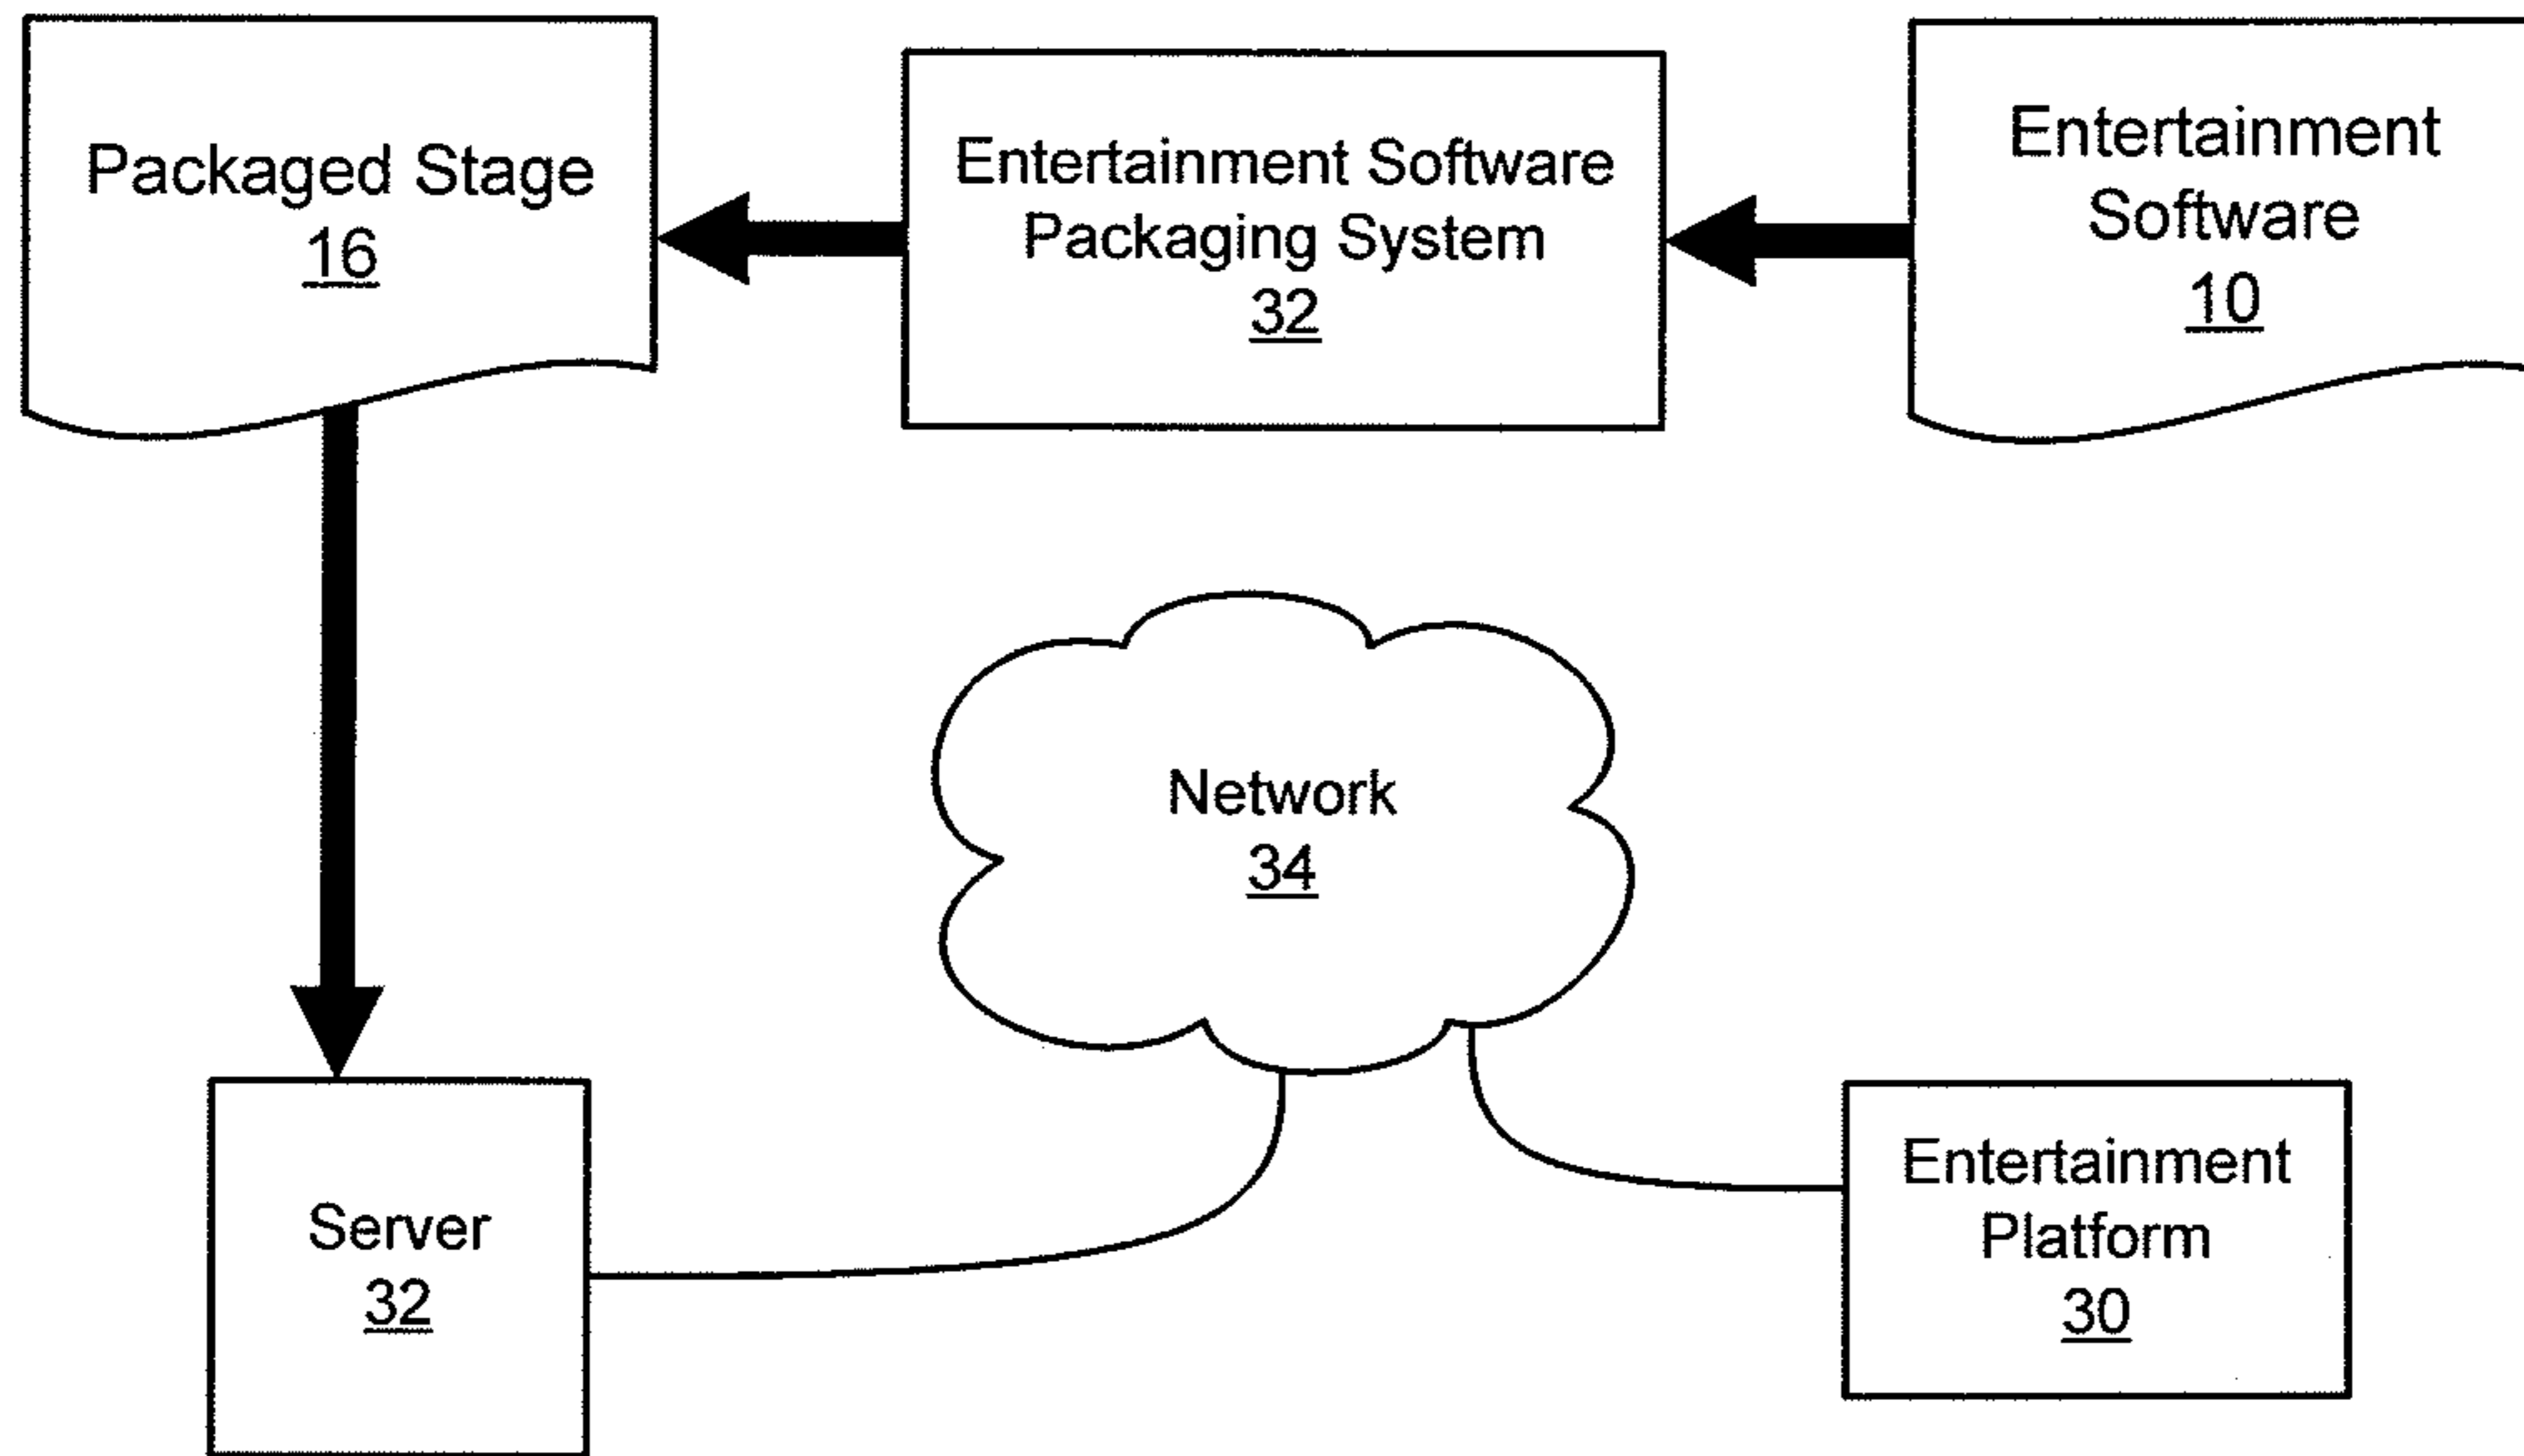 Packaged Stage
16
Entertainment Software
Packaging System
32
Entertainment
Software
10
Network
34
Server
32
Entertainment
Platform
30